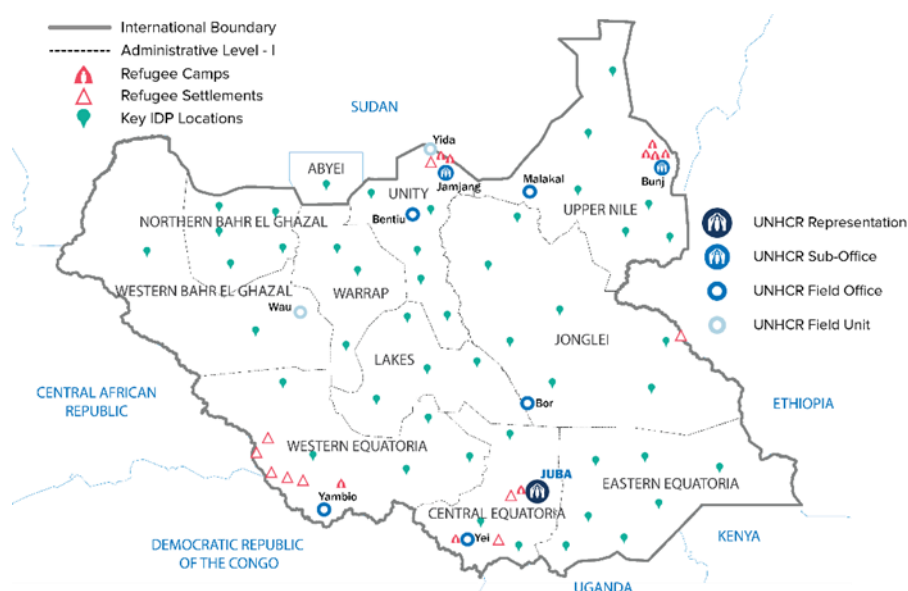 International Boundary
Administrative Level - I
Refugee Camps
Refugee Settlements
Key IDP Locations
SUDAN
Yida
ABYEI
Jamjang
UNITY
Malakal
Bunj
Bentiu
NORTHERN BAHR EL GHAZAL
UPPER NILE
UNHCR Representation
UNHCR Sub-Office
UNHCR Field Office
UNHCR Field Unit
WESTERN BAHR EL GHAZAL
WARRAP
Wau
JONGLEI
LAKES
CENTRAL AFRICAN
REPUBLIC
Bor
ETHIOPIA
WESTERN EQUATORIA
JUBA
EASTERN EQUATORIA
Yambio
CENTRAL EQUATORIA
Yei
KENYA
DEMOCRATIC REPUBLIC
OF THE CONGO
UGANDA